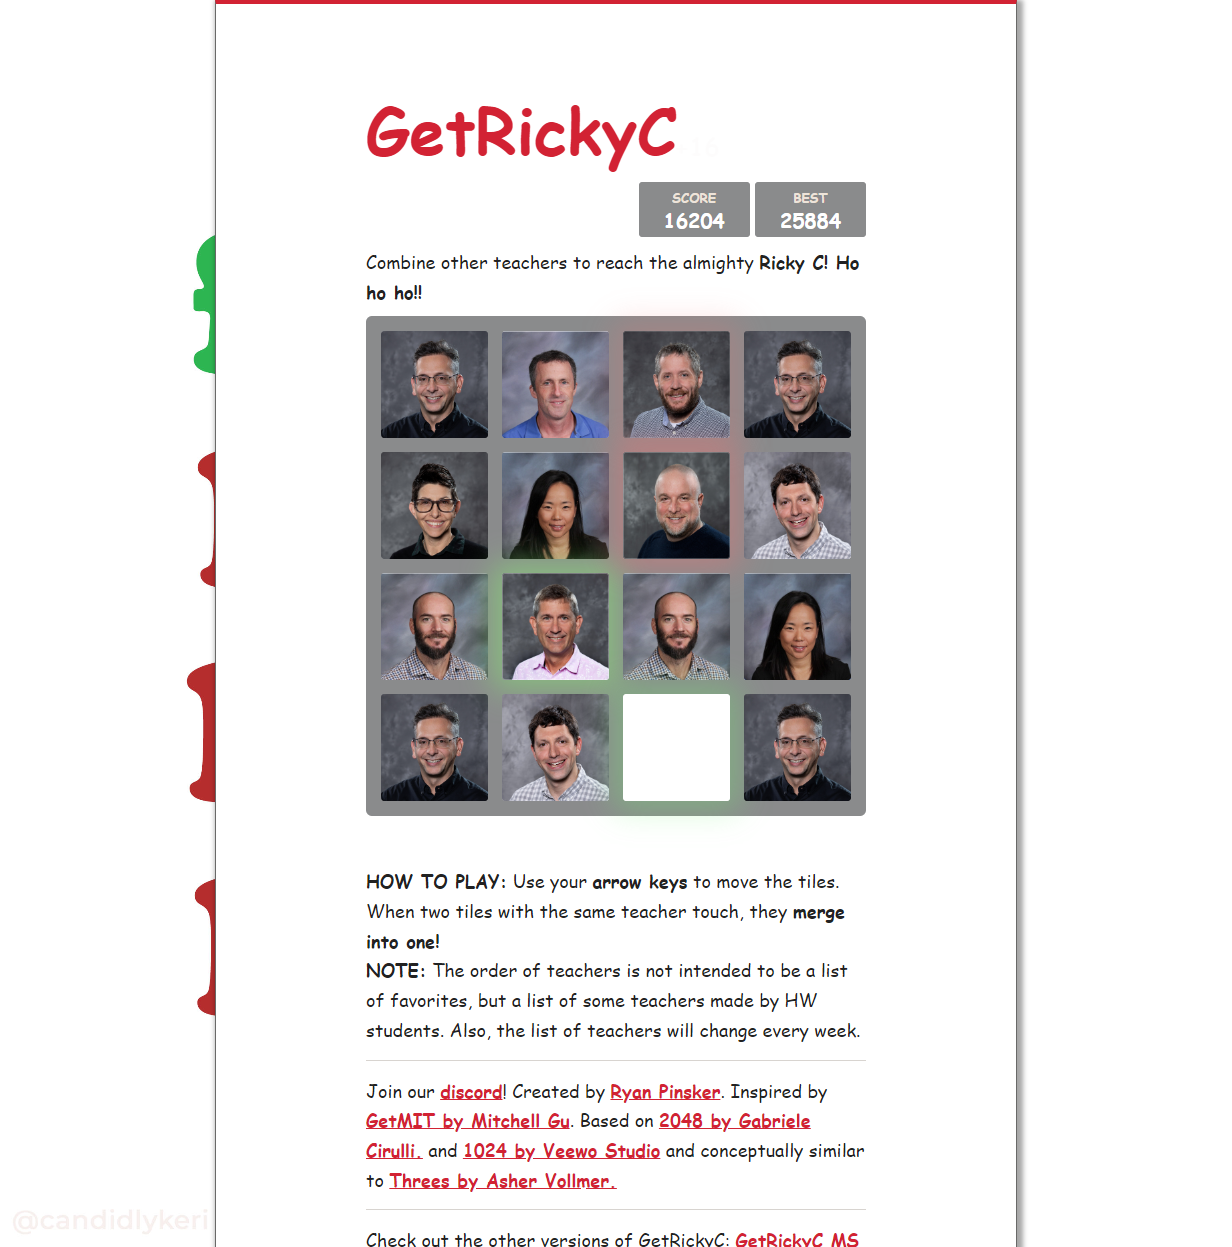 GetRickyC
SCORE
16204
BEST
25884
Combine other teachers to reach the almighty Ricky C! Ho
ho ho!!
HOW TO PLAY: Use your arrow keys to move the tiles.
When two tiles with the same teacher touch, they merge
into one!
NOTE: The order of teachers is not intended to be a list
of favorites, but a list of some teachers made by HW
students. Also, the list of teachers will change every week.
Join our discord! Created by Ryan Pinsker. Inspired by
GetMIT by Mitchell Gu. Based on 2048 by Gabriele
Cirulli. and 1024 by Veewo Studio and conceptually similar
to Threes by Asher Vollmer.
@candidlykeri
Check out the other versions of GetRickyC: GetRickyC MS